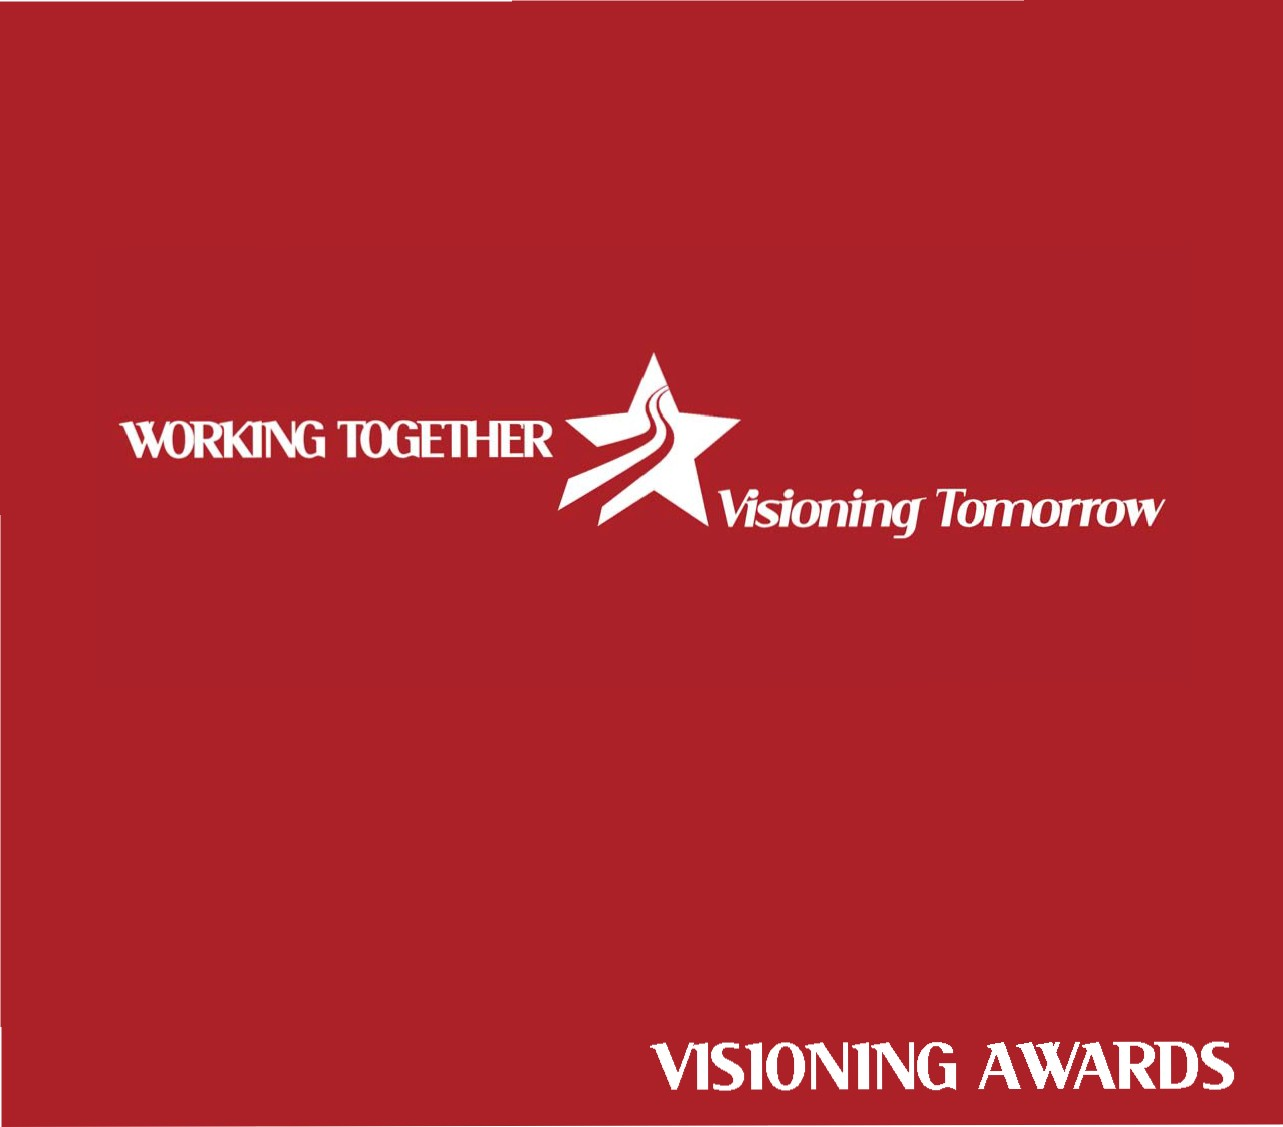 WORKING TOGETHER
Visioning Tomorrow
VISIONING AWARDS